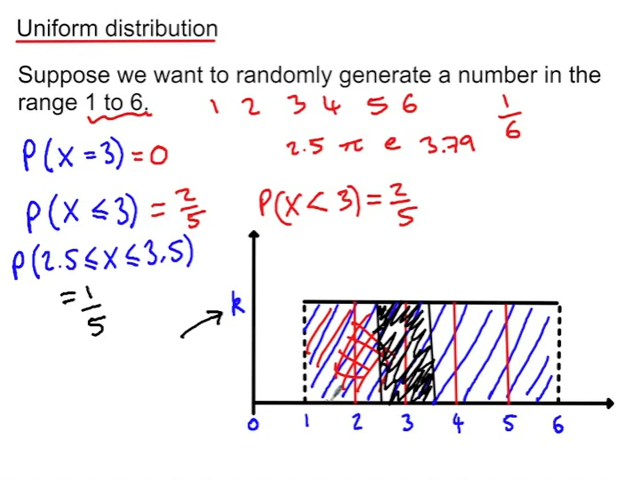 Uniform distribution
Suppose we want to randomly generate a number in the
range 1 to 6.
1 2 3 4 5 6
1/6
P(X = 3) = 0
2.5 π e 3.79
P(X ≤ 3) = 2/5
P(X < 3) = 2/5
P(2.5 ≤ X ≤ 3.5)
= 1/5
k
0 1 2 3 4 5 6